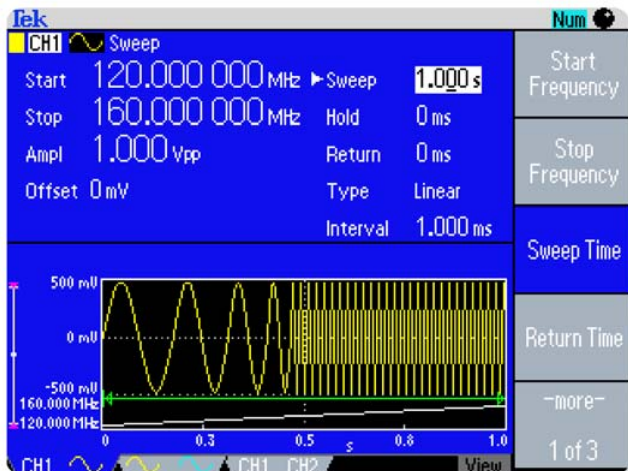 Tek Num
CH1 Sweep
Start 120.000 000 MHz Sweep 1.000 s
Stop 160.000 000 MHz Hold 0 ms
Ampl 1.000 Vpp Return 0 ms
Offset 0 mV Type Linear
Interval 1.000 ms
500 mV
0 mV
-500 mV
160.000 MHz
120.000 MHz
0 0.3 0.5 s 0.8 1.0
CH1 CH1 CH2 View
Start
Frequency
Stop
Frequency
Sweep Time
Return Time
-more-
1 of 3